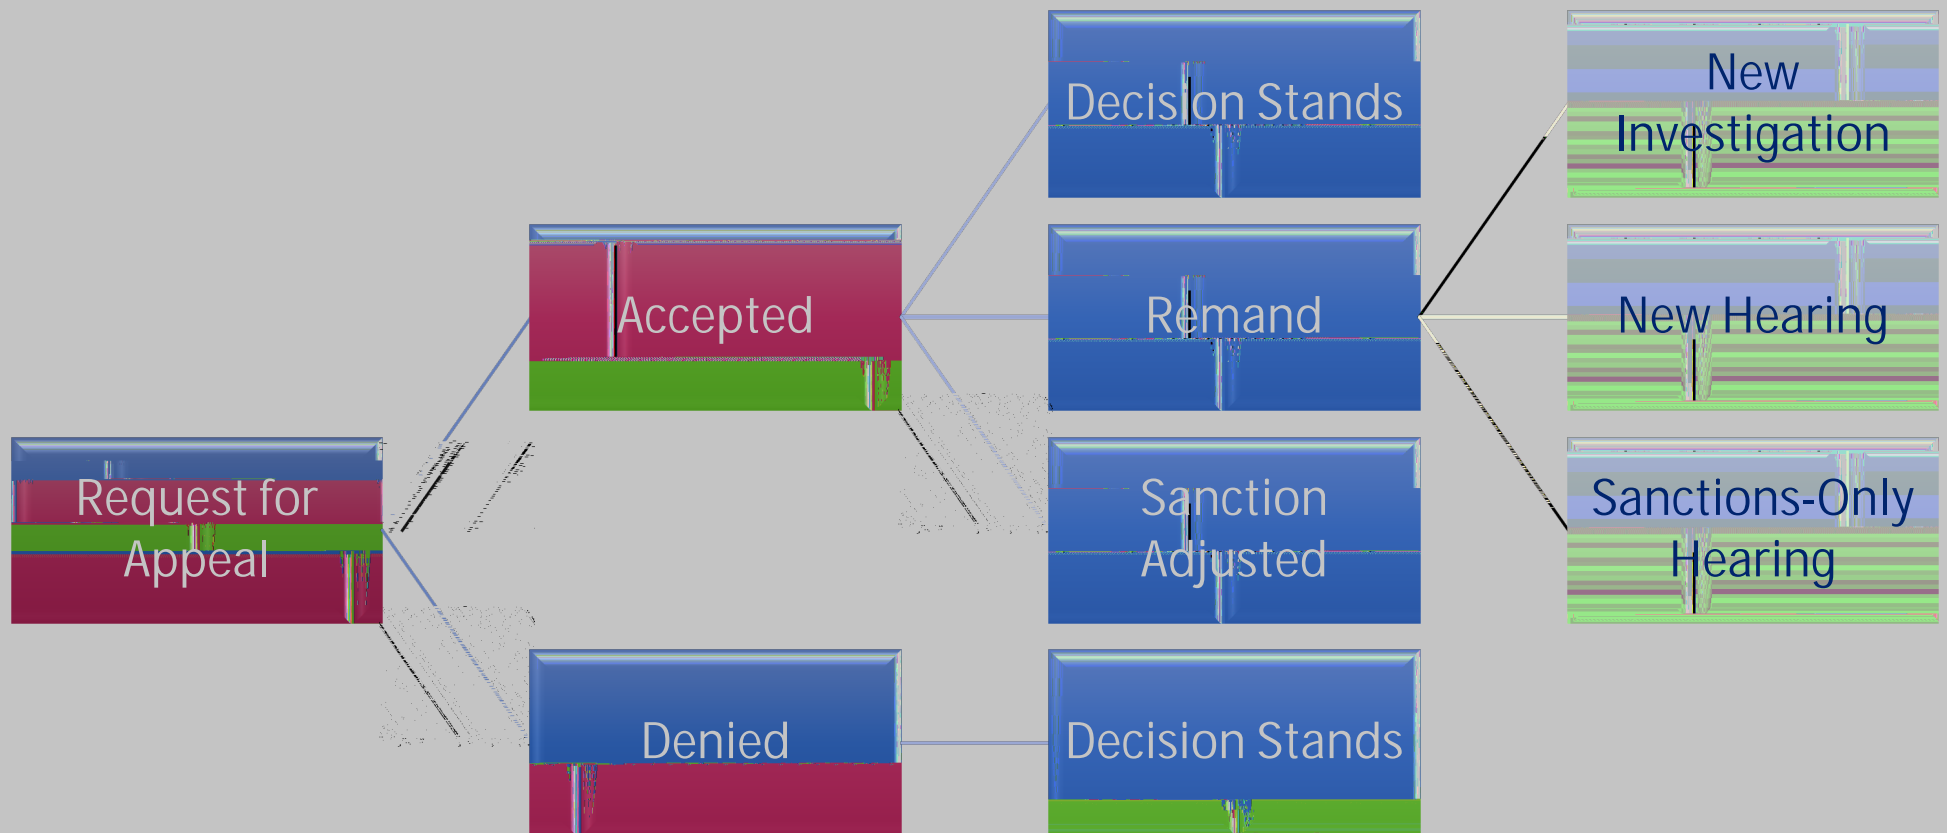 Request for
Appeal
Accepted
Denied
Decision Stands
Remand
Sanction
Adjusted
Decision Stands
New
Investigation
New Hearing
Sanctions-Only
Hearing